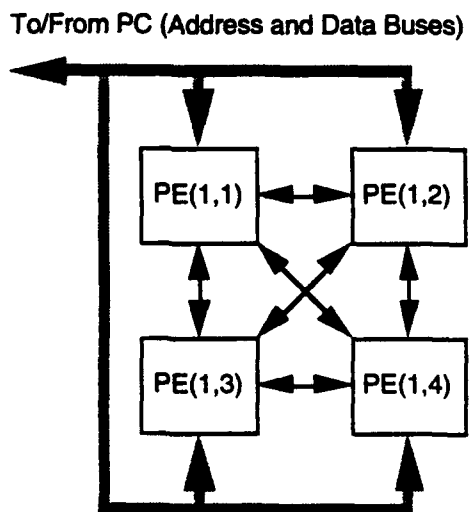 To/From PC (Address and Data Buses)
PE(1,1)
PE(1,2)
PE(1,3)
PE(1,4)